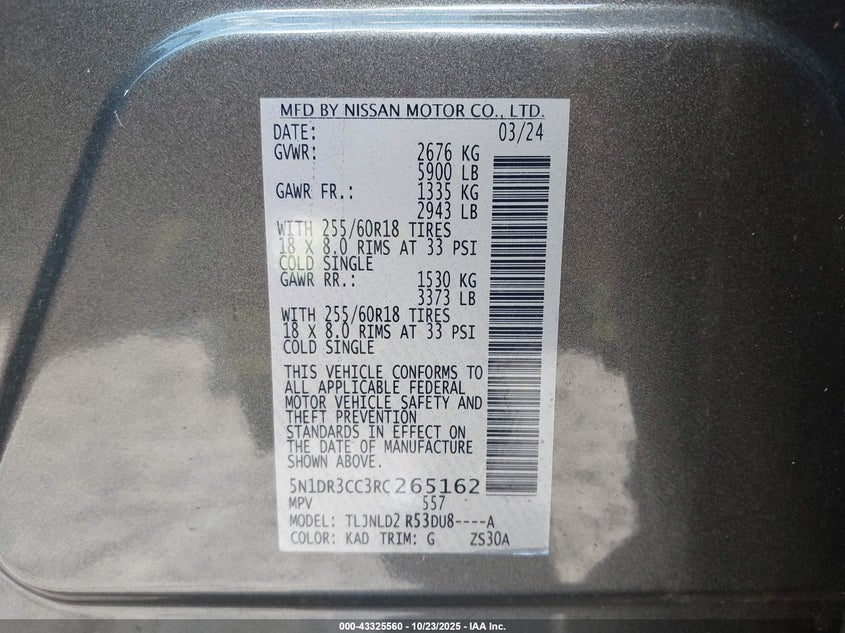 MFD BY NISSAN MOTOR CO., LTD.
DATE: 03/24
GVWR: 2676 KG
5900 LB
GAWR FR.: 1335 KG
2943 LB
WITH 255/60R18 TIRES
18 X 8.0 RIMS AT 33 PSI
COLD SINGLE
GAWR RR.: 1530 KG
3373 LB
WITH 255/60R18 TIRES
18 X 8.0 RIMS AT 33 PSI
COLD SINGLE
THIS VEHICLE CONFORMS TO
ALL APPLICABLE FEDERAL
MOTOR VEHICLE SAFETY AND
THEFT PREVENTION
STANDARDS IN EFFECT ON
THE DATE OF MANUFACTURE
SHOWN ABOVE.
5N1DR3CC3RC265162
MPV 557
MODEL: TLJNLD2 R53DU8----A
COLOR: KAD TRIM: G ZS30A
000-43325560 - 10/23/2025 - IAA Inc.